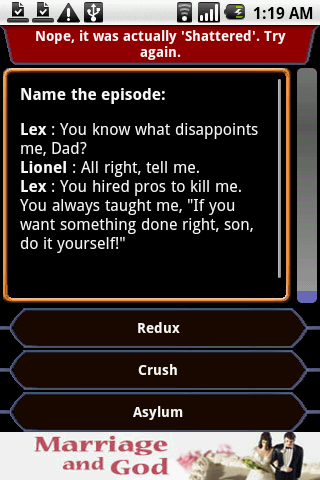 1:19 AM
Nope, it was actually 'Shattered'. Try
again.
Name the episode:
Lex : You know what disappoints
me, Dad?
Lionel : All right, tell me.
Lex : You hired pros to kill me.
You always taught me, "If you
want something done right, son,
do it yourself!"
Redux
Crush
Asylum
Marriage
and God